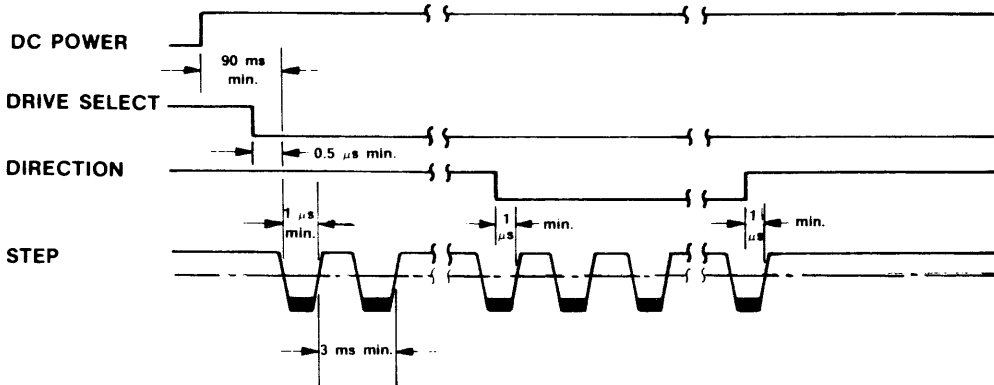 DC POWER
90 ms
min.
DRIVE SELECT
0.5 μs min.
DIRECTION
1 μs
min.
1
μs
min.
1
μs
min.
STEP
3 ms min.